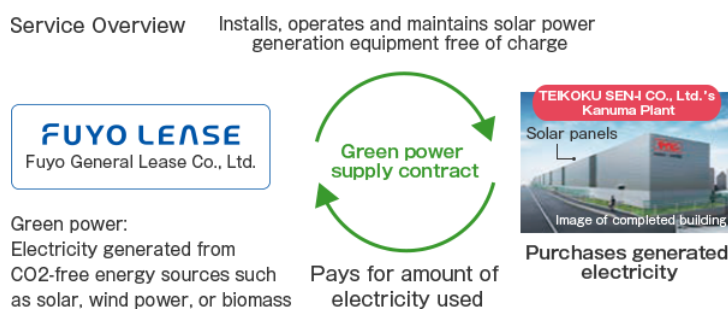 Service Overview
Installs, operates and maintains solar power
generation equipment free of charge
FUYO LEASE
Fuyo General Lease Co., Ltd.
Green power
supply contract
TEIKOKU SEN-I CO., Ltd.'s
Kanuma Plant
Solar panels
Image of completed building
Green power:
Electricity generated from
CO2-free energy sources such
as solar, wind power, or biomass
Pays for amount of
electricity used
Purchases generated
electricity